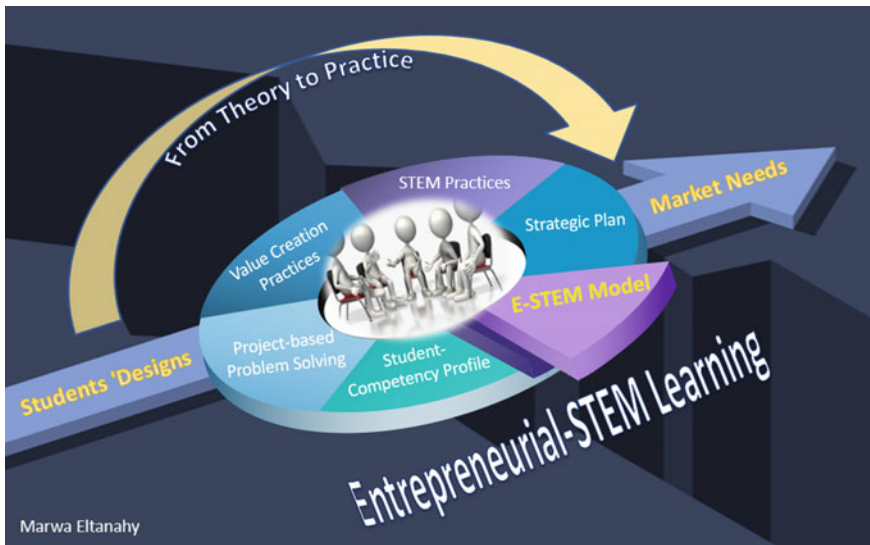 From Theory to Practice
STEM Practices
Strategic Plan
Market Needs
Value Creation
Practices
E-STEM Model
Project-based
Problem Solving
Student-
Competency Profile
Students 'Designs
Entrepreneurial-STEM Learning
Marwa Eltanahy